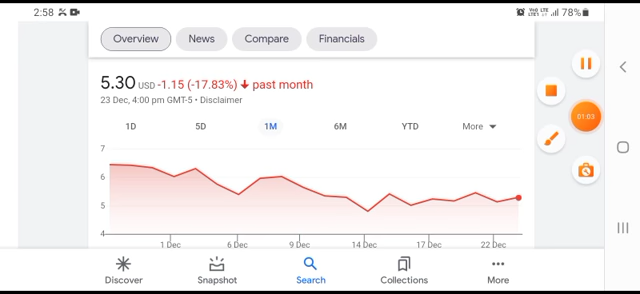 2:58 78%
Overview News Compare Financials
5.30 USD -1.15 (-17.83%) past month
23 Dec, 4:00 pm GMT-5 • Disclaimer
1D 5D 1M 6M YTD More
01:03
7
6
5
4
1 Dec 6 Dec 9 Dec 14 Dec 17 Dec 22 Dec
Discover Snapshot Search Collections More